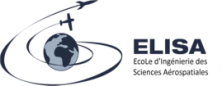 ELISA
EcoLe d'Ingénierie des
Sciences Aérospatiales